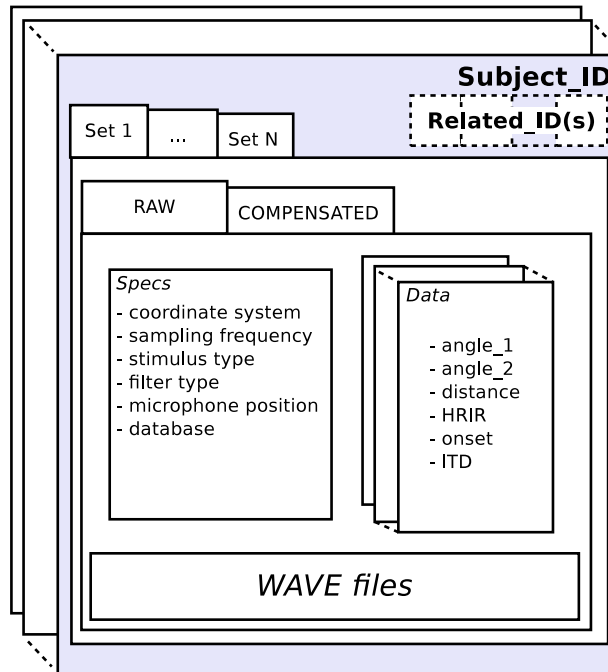 Subject_ID
Related_ID(s)
Set 1
...
Set N
RAW
COMPENSATED
Specs
- coordinate system
- sampling frequency
- stimulus type
- filter type
- microphone position
- database
Data
- angle_1
- angle_2
- distance
- HRIR
- onset
- ITD
WAVE files